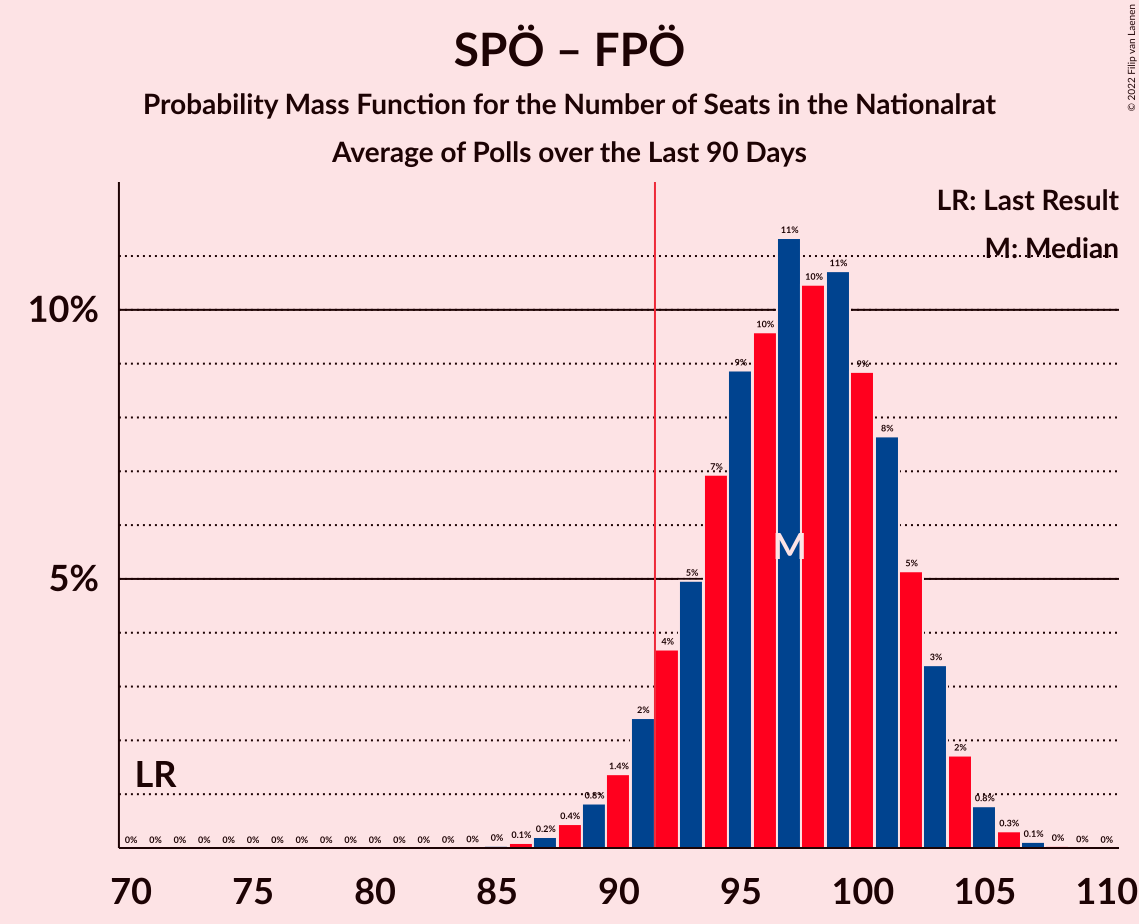 SPÖ – FPÖ
Probability Mass Function for the Number of Seats in the Nationalrat
Average of Polls over the Last 90 Days
© 2022 Filip van Laenen
LR: Last Result
M: Median
10%
5%
LR
M
0% 0% 0% 0% 0% 0% 0% 0% 0% 0% 0% 0% 0% 0% 0% 0% 0.1% 0.2% 0.4% 0.8% 1.4% 2% 4% 5% 7% 9% 10% 11% 10% 11% 9% 8% 5% 3% 2% 0.8% 0.3% 0.1% 0% 0% 0%
70 75 80 85 90 95 100 105 110